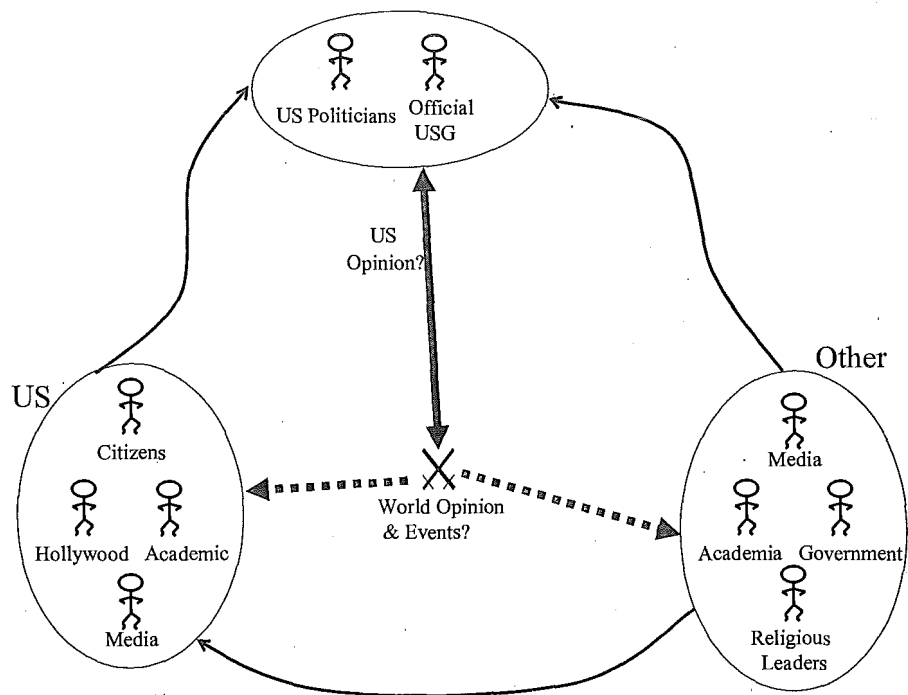 US Politicians
Official
USG
US
Opinion?
US
Citizens
Hollywood
Academic
Media
World Opinion
& Events?
Other
Media
Academia
Government
Religious
Leaders